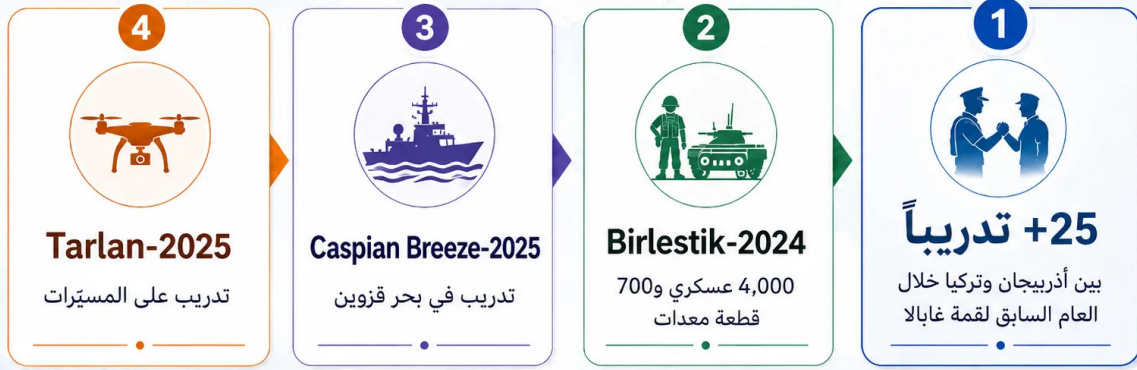 1
25+ تدريباً
بين أذربيجان وتركيا خلال
العام السابق لقمة غابالا
2
Birlestik-2024
4,000 عسكري و700
قطعة معدات
3
Caspian Breeze-2025
تدريب في بحر قزوين
4
Tarlan-2025
تدريب على المسيّرات